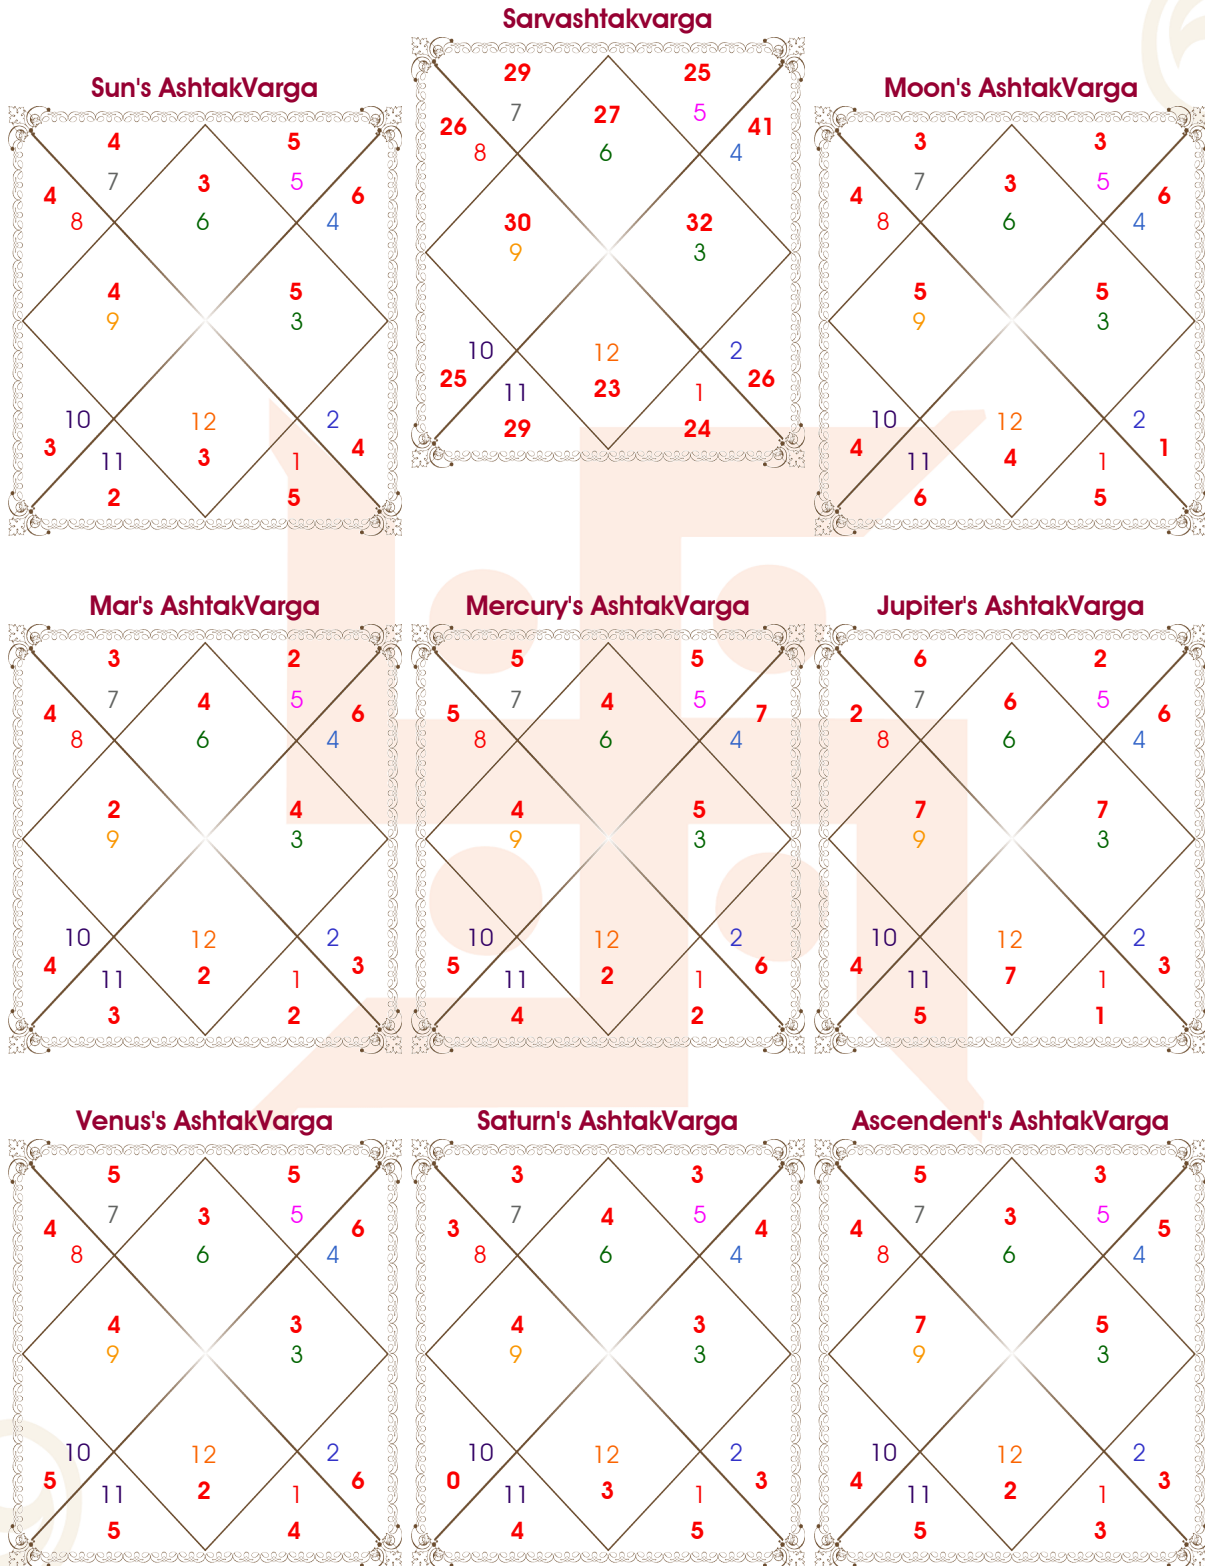 Sarvashtakvarga
29 25
7 27 5
26 41
8 6 4
30 32
9 3
10 12 2
25 23 26
11 1
29 24
Sun's AshtakVarga
4 5
7 3 5
4 6
8 6 4
4 5
9 3
10 12 2
3 3 4
11 1
2 5
Moon's AshtakVarga
3 3
7 3 5
4 6
8 6 4
5 5
9 3
10 12 2
4 4 1
11 1
6 5
Mar's AshtakVarga
3 2
7 4 5
4 6
8 6 4
2 4
9 3
10 12 2
4 2 3
11 1
3 2
Mercury's AshtakVarga
5 5
7 4 5
5 7
8 6 4
4 5
9 3
10 12 2
5 2 6
11 1
4 2
Jupiter's AshtakVarga
6 2
7 6 5
2 6
8 6 4
7 7
9 3
10 12 2
4 7 3
11 1
5 1
Venus's AshtakVarga
5 5
7 3 5
4 6
8 6 4
4 3
9 3
10 12 2
5 2 6
11 1
5 4
Saturn's AshtakVarga
3 3
7 4 5
3 4
8 6 4
4 3
9 3
10 12 2
0 3 3
11 1
4 5
Ascendent's AshtakVarga
5 3
7 3 5
4 5
8 6 4
7 5
9 3
10 12 2
4 2 3
11 1
5 3